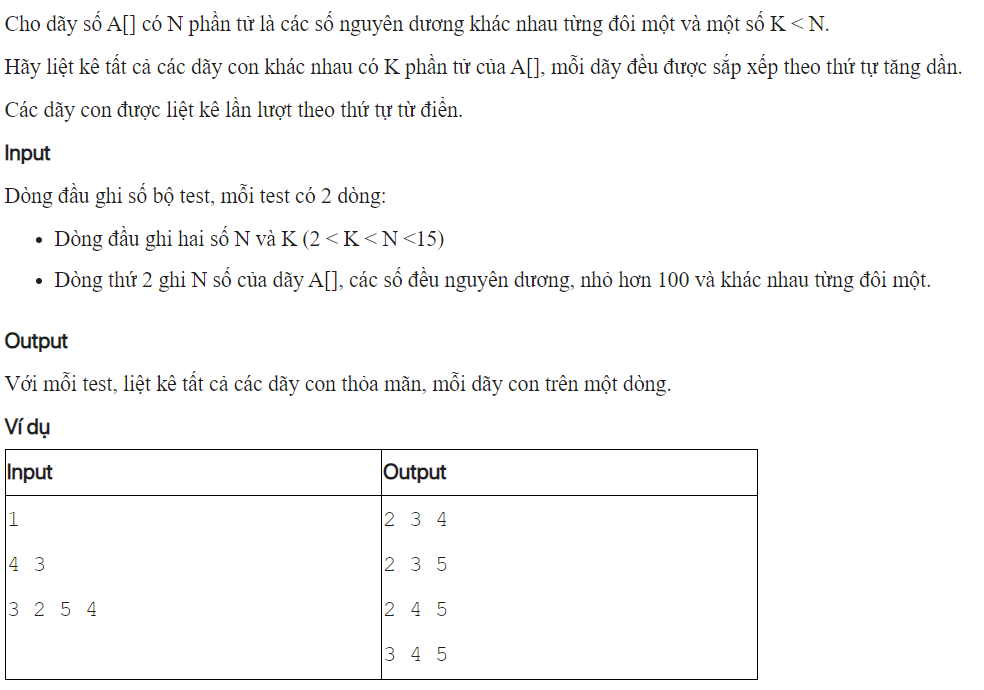 Cho dãy số A[] có N phần tử là các số nguyên dương khác nhau từng đôi một và một số K < N.
Hãy liệt kê tất cả các dãy con khác nhau có K phần tử của A[], mỗi dãy đều được sắp xếp theo thứ tự tăng dần.
Các dãy con được liệt kê lần lượt theo thứ tự từ điển.
Input
Dòng đầu ghi số bộ test, mỗi test có 2 dòng:
• Dòng đầu ghi hai số N và K (2 < K < N <15)
• Dòng thứ 2 ghi N số của dãy A[], các số đều nguyên dương, nhỏ hơn 100 và khác nhau từng đôi một.
Output
Với mỗi test, liệt kê tất cả các dãy con thỏa mãn, mỗi dãy con trên một dòng.
Ví dụ
Input Output
1 2 3 4
4 3 2 3 5
3 2 5 4 2 4 5
3 4 5